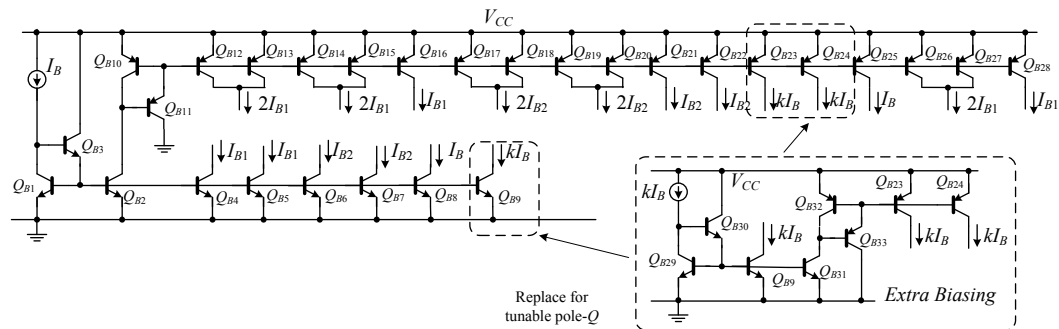 V_CC
Q_B10 Q_B12 Q_B13 Q_B14 Q_B15 Q_B16 Q_B17 Q_B18 Q_B19 Q_B20 Q_B21 Q_B22 Q_B23 Q_B24 Q_B25 Q_B26 Q_B27 Q_B28
I_B
Q_B11
2I_B1 2I_B1 I_B1 2I_B2 2I_B2 I_B2 I_B2 kI_B kI_B I_B 2I_B1 I_B1
Q_B3
I_B1 I_B1 I_B2 I_B2 I_B kI_B
Q_B1 Q_B2 Q_B4 Q_B5 Q_B6 Q_B7 Q_B8 Q_B9
V_CC
kI_B
Q_B32 Q_B23 Q_B24
Q_B30
kI_B
Q_B33
kI_B kI_B
Q_B29 Q_B9 Q_B31
Extra Biasing
Replace for
tunable pole-Q